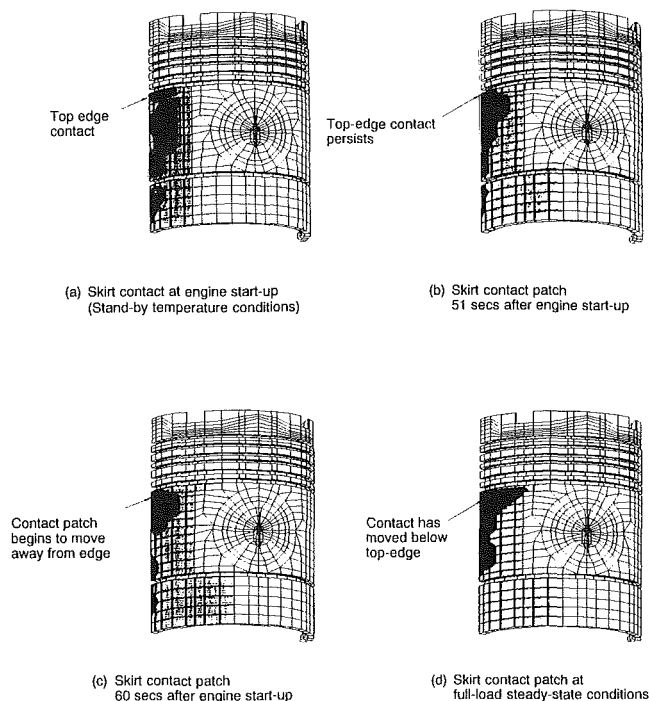 Top edge
contact
Top-edge contact
persists
(a) Skirt contact at engine start-up
(Stand-by temperature conditions)
(b) Skirt contact patch
51 secs after engine start-up
Contact patch
begins to move
away from edge
Contact has
moved below
top-edge
(c) Skirt contact patch
60 secs after engine start-up
(d) Skirt contact patch at
full-load steady-state conditions